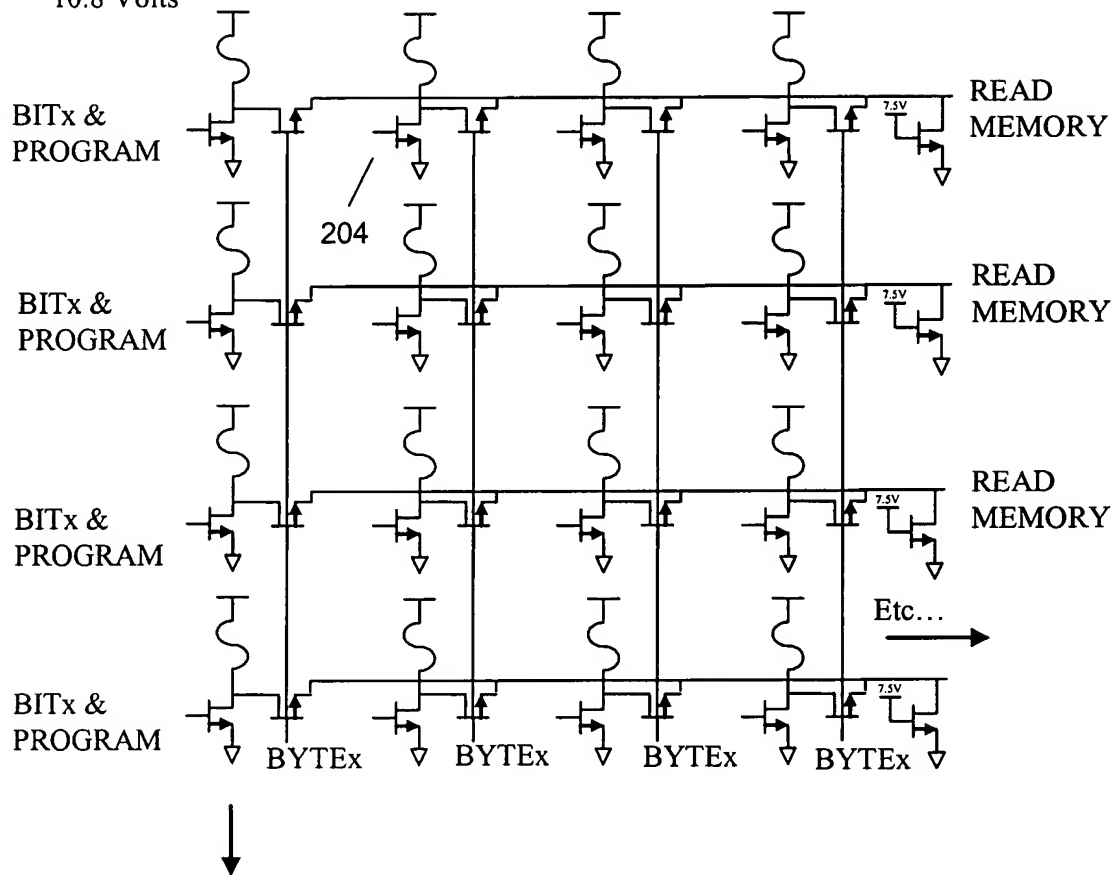 10.8 Volts
BITx &
PROGRAM
7.5V
READ
MEMORY
204
BITx &
PROGRAM
7.5V
READ
MEMORY
BITx &
PROGRAM
7.5V
READ
MEMORY
Etc...
BITx &
PROGRAM
7.5V
BYTEx BYTEx BYTEx BYTEx